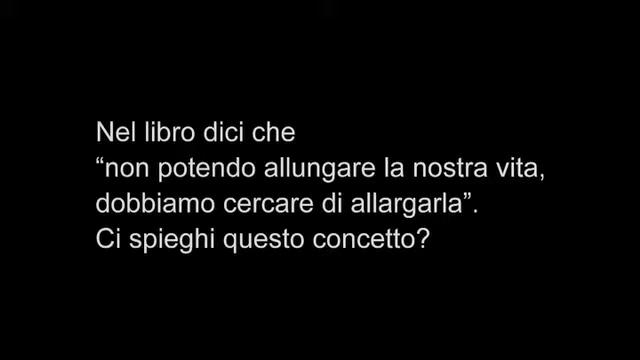 Nel libro dici che
“non potendo allungare la nostra vita,
dobbiamo cercare di allargarla”.
Ci spieghi questo concetto?